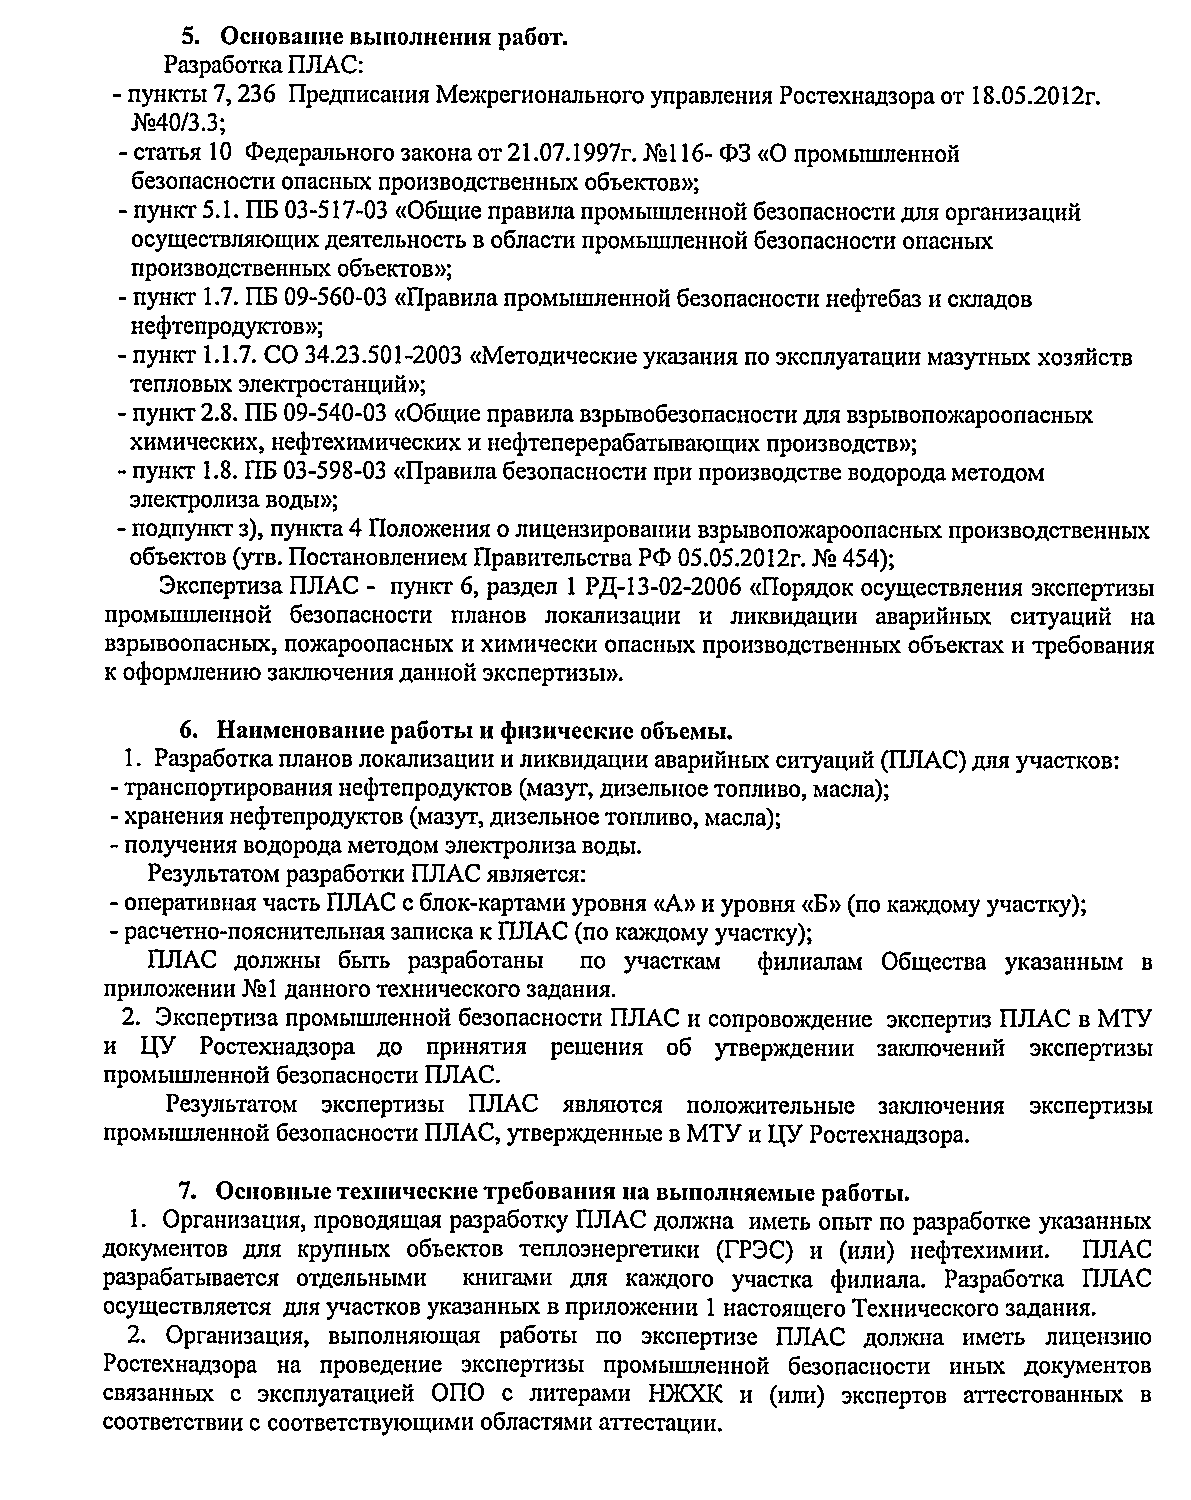 5. Основание выполнения работ.
Разработка ПЛАС:
- пункты 7, 236 Предписания Межрегионального управления Ростехнадзора от 18.05.2012г.
№40/3.3;
- статья 10 Федерального закона от 21.07.1997г. №116- ФЗ «О промышленной
безопасности опасных производственных объектов»;
- пункт 5.1. ПБ 03-517-03 «Общие правила промышленной безопасности для организаций
осуществляющих деятельность в области промышленной безопасности опасных
производственных объектов»;
- пункт 1.7. ПБ 09-560-03 «Правила промышленной безопасности нефтебаз и складов
нефтепродуктов»;
- пункт 1.1.7. СО 34.23.501-2003 «Методические указания по эксплуатации мазутных хозяйств
тепловых электростанций»;
- пункт 2.8. ПБ 09-540-03 «Общие правила взрывобезопасности для взрывопожароопасных
химических, нефтехимических и нефтеперерабатывающих производств»;
- пункт 1.8. ПБ 03-598-03 «Правила безопасности при производстве водорода методом
электролиза воды»;
- подпункт з), пункта 4 Положения о лицензировании взрывопожароопасных производственных
объектов (утв. Постановлением Правительства РФ 05.05.2012г. № 454);
Экспертиза ПЛАС - пункт 6, раздел 1 РД-13-02-2006 «Порядок осуществления экспертизы
промышленной безопасности планов локализации и ликвидации аварийных ситуаций на
взрывоопасных, пожароопасных и химически опасных производственных объектах и требования
к оформлению заключения данной экспертизы».
6. Наименование работы и физические объемы.
1. Разработка планов локализации и ликвидации аварийных ситуаций (ПЛАС) для участков:
- транспортирования нефтепродуктов (мазут, дизельное топливо, масла);
- хранения нефтепродуктов (мазут, дизельное топливо, масла);
- получения водорода методом электролиза воды.
Результатом разработки ПЛАС является:
- оперативная часть ПЛАС с блок-картами уровня «А» и уровня «Б» (по каждому участку);
- расчетно-пояснительная записка к ПЛАС (по каждому участку);
ПЛАС должны быть разработаны по участкам филиалам Общества указанным в
приложении №1 данного технического задания.
2. Экспертиза промышленной безопасности ПЛАС и сопровождение экспертиз ПЛАС в МТУ
и ЦУ Ростехнадзора до принятия решения об утверждении заключений экспертизы
промышленной безопасности ПЛАС.
Результатом экспертизы ПЛАС являются положительные заключения экспертизы
промышленной безопасности ПЛАС, утвержденные в МТУ и ЦУ Ростехнадзора.
7. Основные технические требования на выполняемые работы.
1. Организация, проводящая разработку ПЛАС должна иметь опыт по разработке указанных
документов для крупных объектов теплоэнергетики (ГРЭС) и (или) нефтехимии. ПЛАС
разрабатывается отдельными книгами для каждого участка филиала. Разработка ПЛАС
осуществляется для участков указанных в приложении 1 настоящего Технического задания.
2. Организация, выполняющая работы по экспертизе ПЛАС должна иметь лицензию
Ростехнадзора на проведение экспертизы промышленной безопасности иных документов
связанных с эксплуатацией ОПО с литерами НЖХК и (или) экспертов аттестованных в
соответствии с соответствующими областями аттестации.